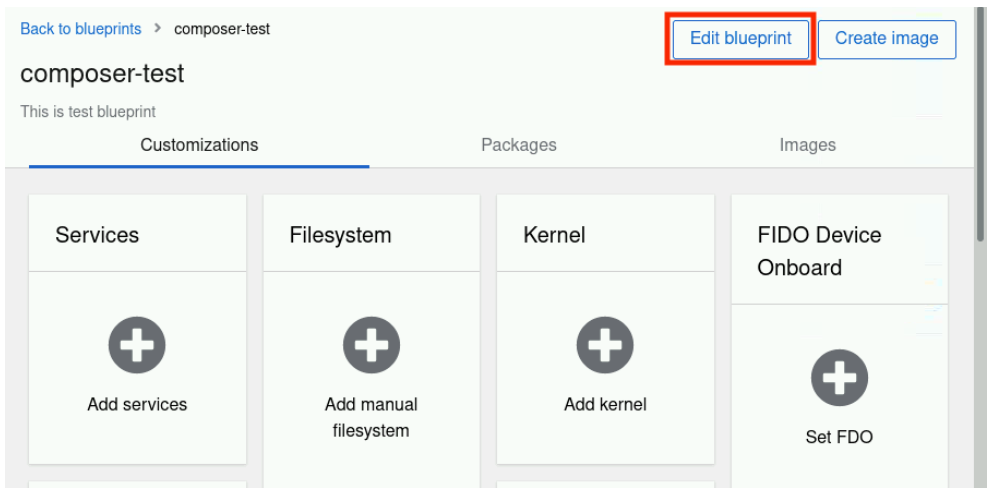 Back to blueprints > composer-test
Edit blueprint
Create image
composer-test
This is test blueprint
Customizations
Packages
Images
Services
Filesystem
Kernel
FIDO Device
Onboard
Add services
Add manual
filesystem
Add kernel
Set FDO